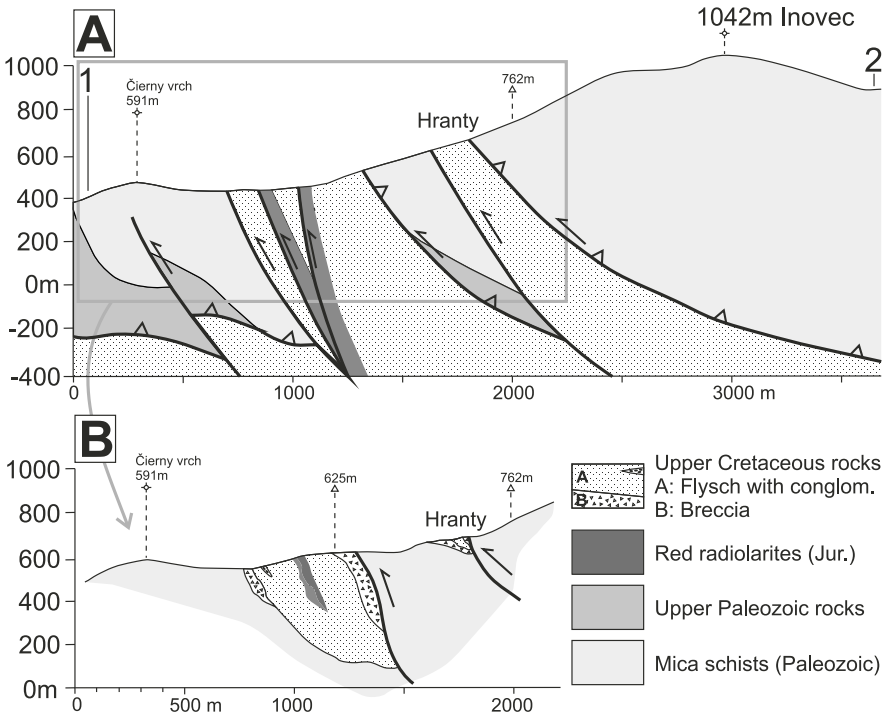 A
1042m Inovec
1
2
Čierny vrch
591m
762m
Hranty
1000
800
600
400
200
0m
-200
-400
0
1000
2000
3000 m
B
Čierny vrch
591m
625m
762m
Hranty
1000
800
600
400
200
0m
0
500 m
1000
2000
A
B
Upper Cretaceous rocks
A: Flysch with conglom.
B: Breccia
Red radiolarites (Jur.)
Upper Paleozoic rocks
Mica schists (Paleozoic)